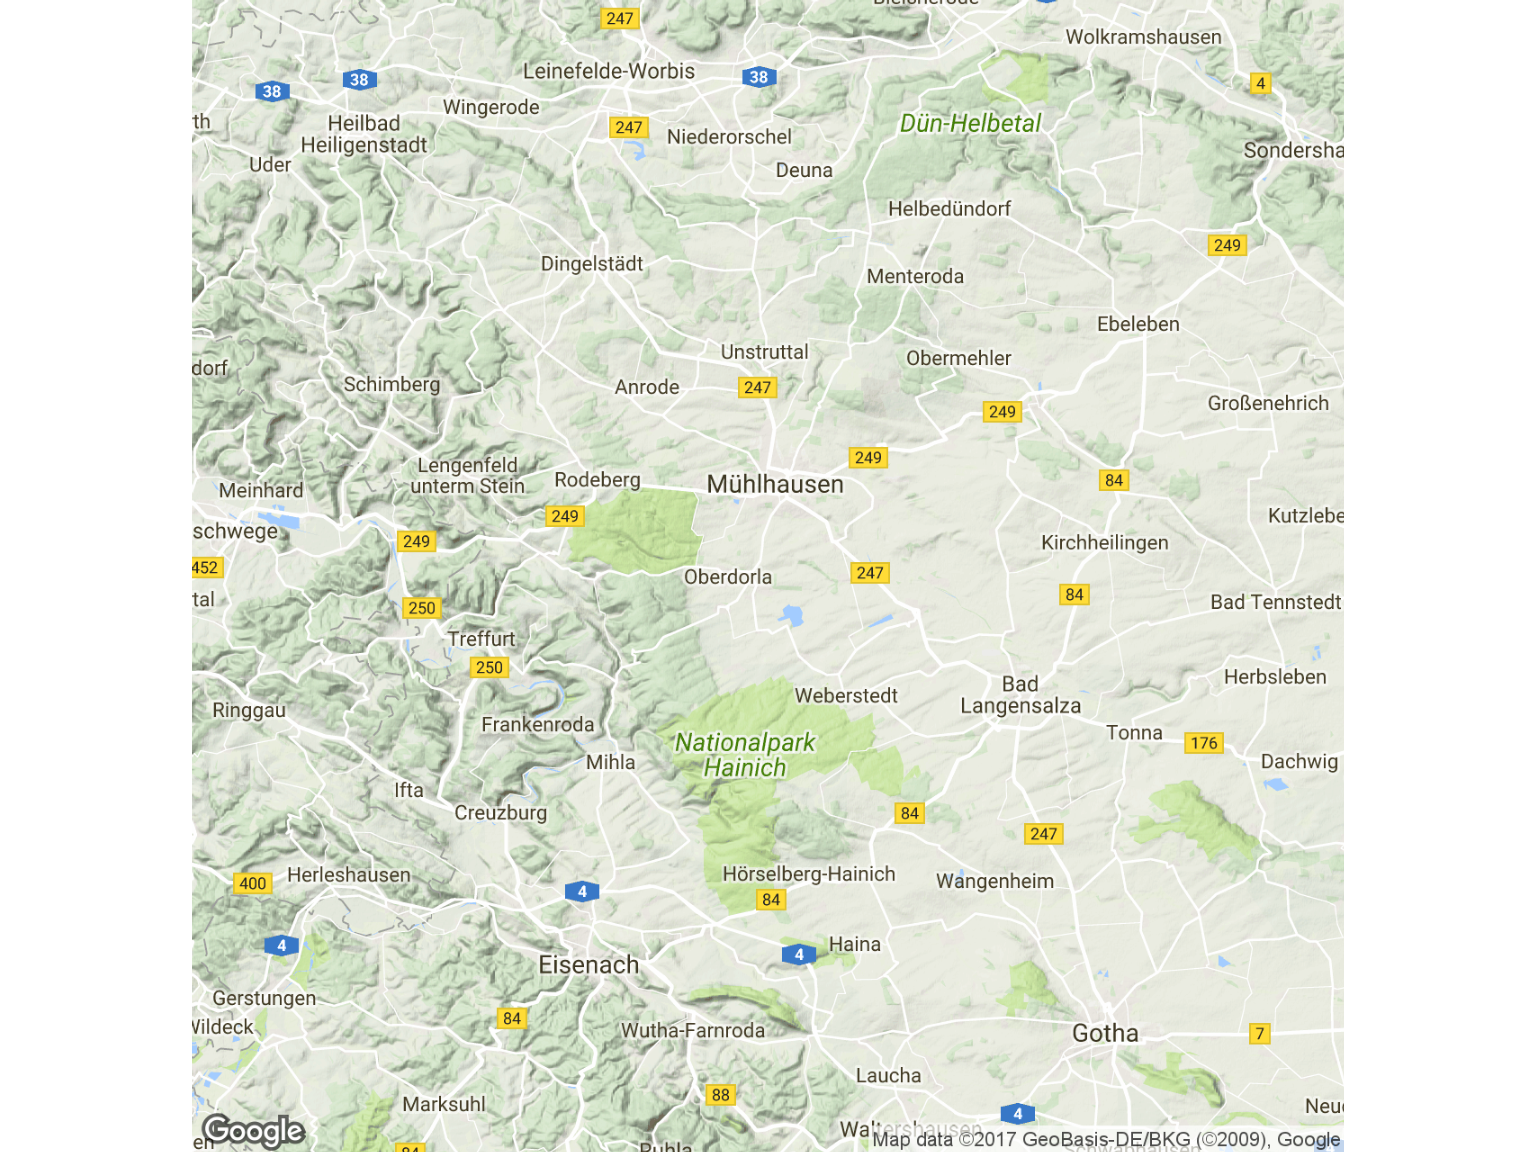 247
Wolkramshausen
Leinefelde-Worbis
38
38
38
4
Wingerode
Heilbad
Heiligenstadt
247
Niederorschel
Dün-Helbetal
Uder
Deuna
Sondersha
Helbedündorf
249
Dingelstädt
Menteroda
Ebeleben
Unstruttal
Obermehler
dorf
Schimberg
Anrode
247
249
Großenehrich
249
Lengenfeld
unterm Stein
Rodeberg
Mühlhausen
84
Meinhard
249
Kutzlebe
schwege
249
Kirchheilingen
452
Oberdorla
247
84
tal
250
Bad Tennstedt
Treffurt
250
Herbsleben
Bad
Langensalza
Weberstedt
Ringgau
Frankenroda
Tonna
176
Nationalpark
Hainich
Mihla
Dachwig
Ifta
Creuzburg
84
247
Herleshausen
400
4
Hörselberg-Hainich
84
Wangenheim
4
4
Haina
Eisenach
Gerstungen
84
Wildeck
Wutha-Farnroda
Gotha
7
Laucha
88
Marksuhl
4
Neu
Google
en
84
Ruhla
Waltershausen
Map data ©2017 GeoBasis-DE/BKG (©2009), Google